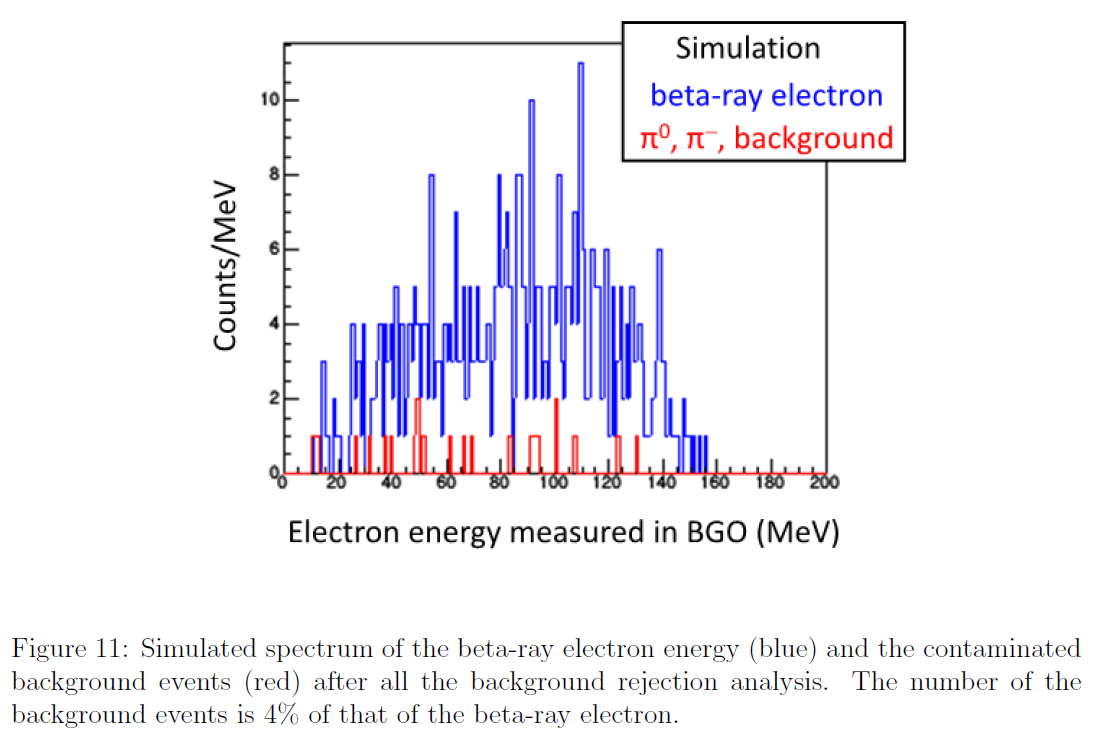 Simulation
beta-ray electron
π⁰, π⁻, background
10
8
6
4
2
0
Counts/MeV
0 20 40 60 80 100 120 140 160 180 200
Electron energy measured in BGO (MeV)
Figure 11: Simulated spectrum of the beta-ray electron energy (blue) and the contaminated
background events (red) after all the background rejection analysis. The number of the
background events is 4% of that of the beta-ray electron.